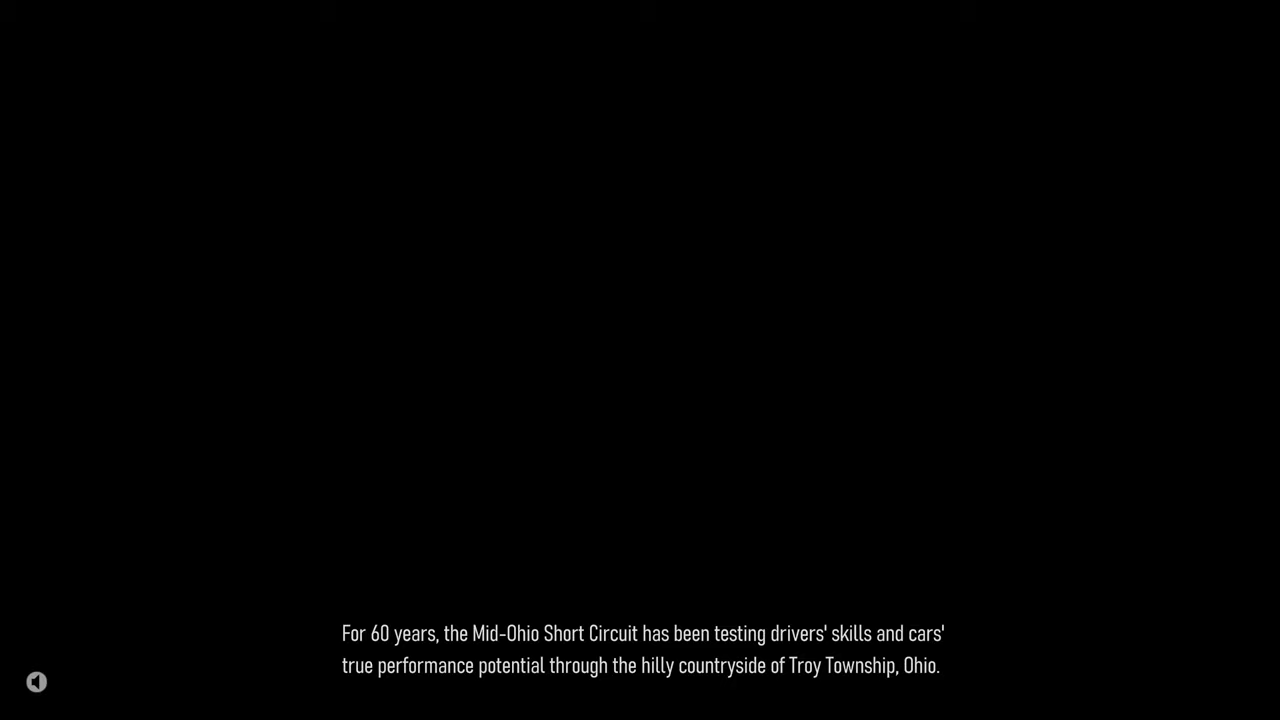 For 60 years, the Mid-Ohio Short Circuit has been testing drivers' skills and cars'
true performance potential through the hilly countryside of Troy Township, Ohio.